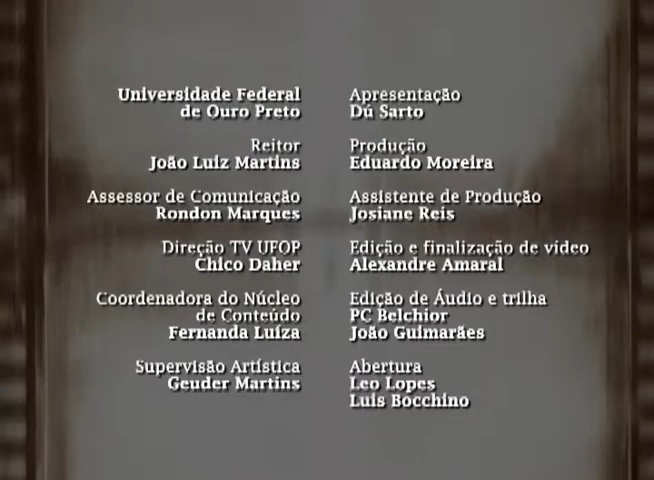 Universidade Federal
de Ouro Preto
Reitor
João Luiz Martins
Assessor de Comunicação
Rondon Marques
Direção TV UFOP
Chico Daher
Coordenadora do Núcleo
de Conteúdo
Fernanda Luíza
Supervisão Artística
Geuder Martins
Apresentação
Dú Sarto
Produção
Eduardo Moreira
Assistente de Produção
Josiane Reis
Edição e finalização de vídeo
Alexandre Amaral
Edição de Áudio e trilha
PC Belchior
João Guimarães
Abertura
Leo Lopes
Luis Bocchino